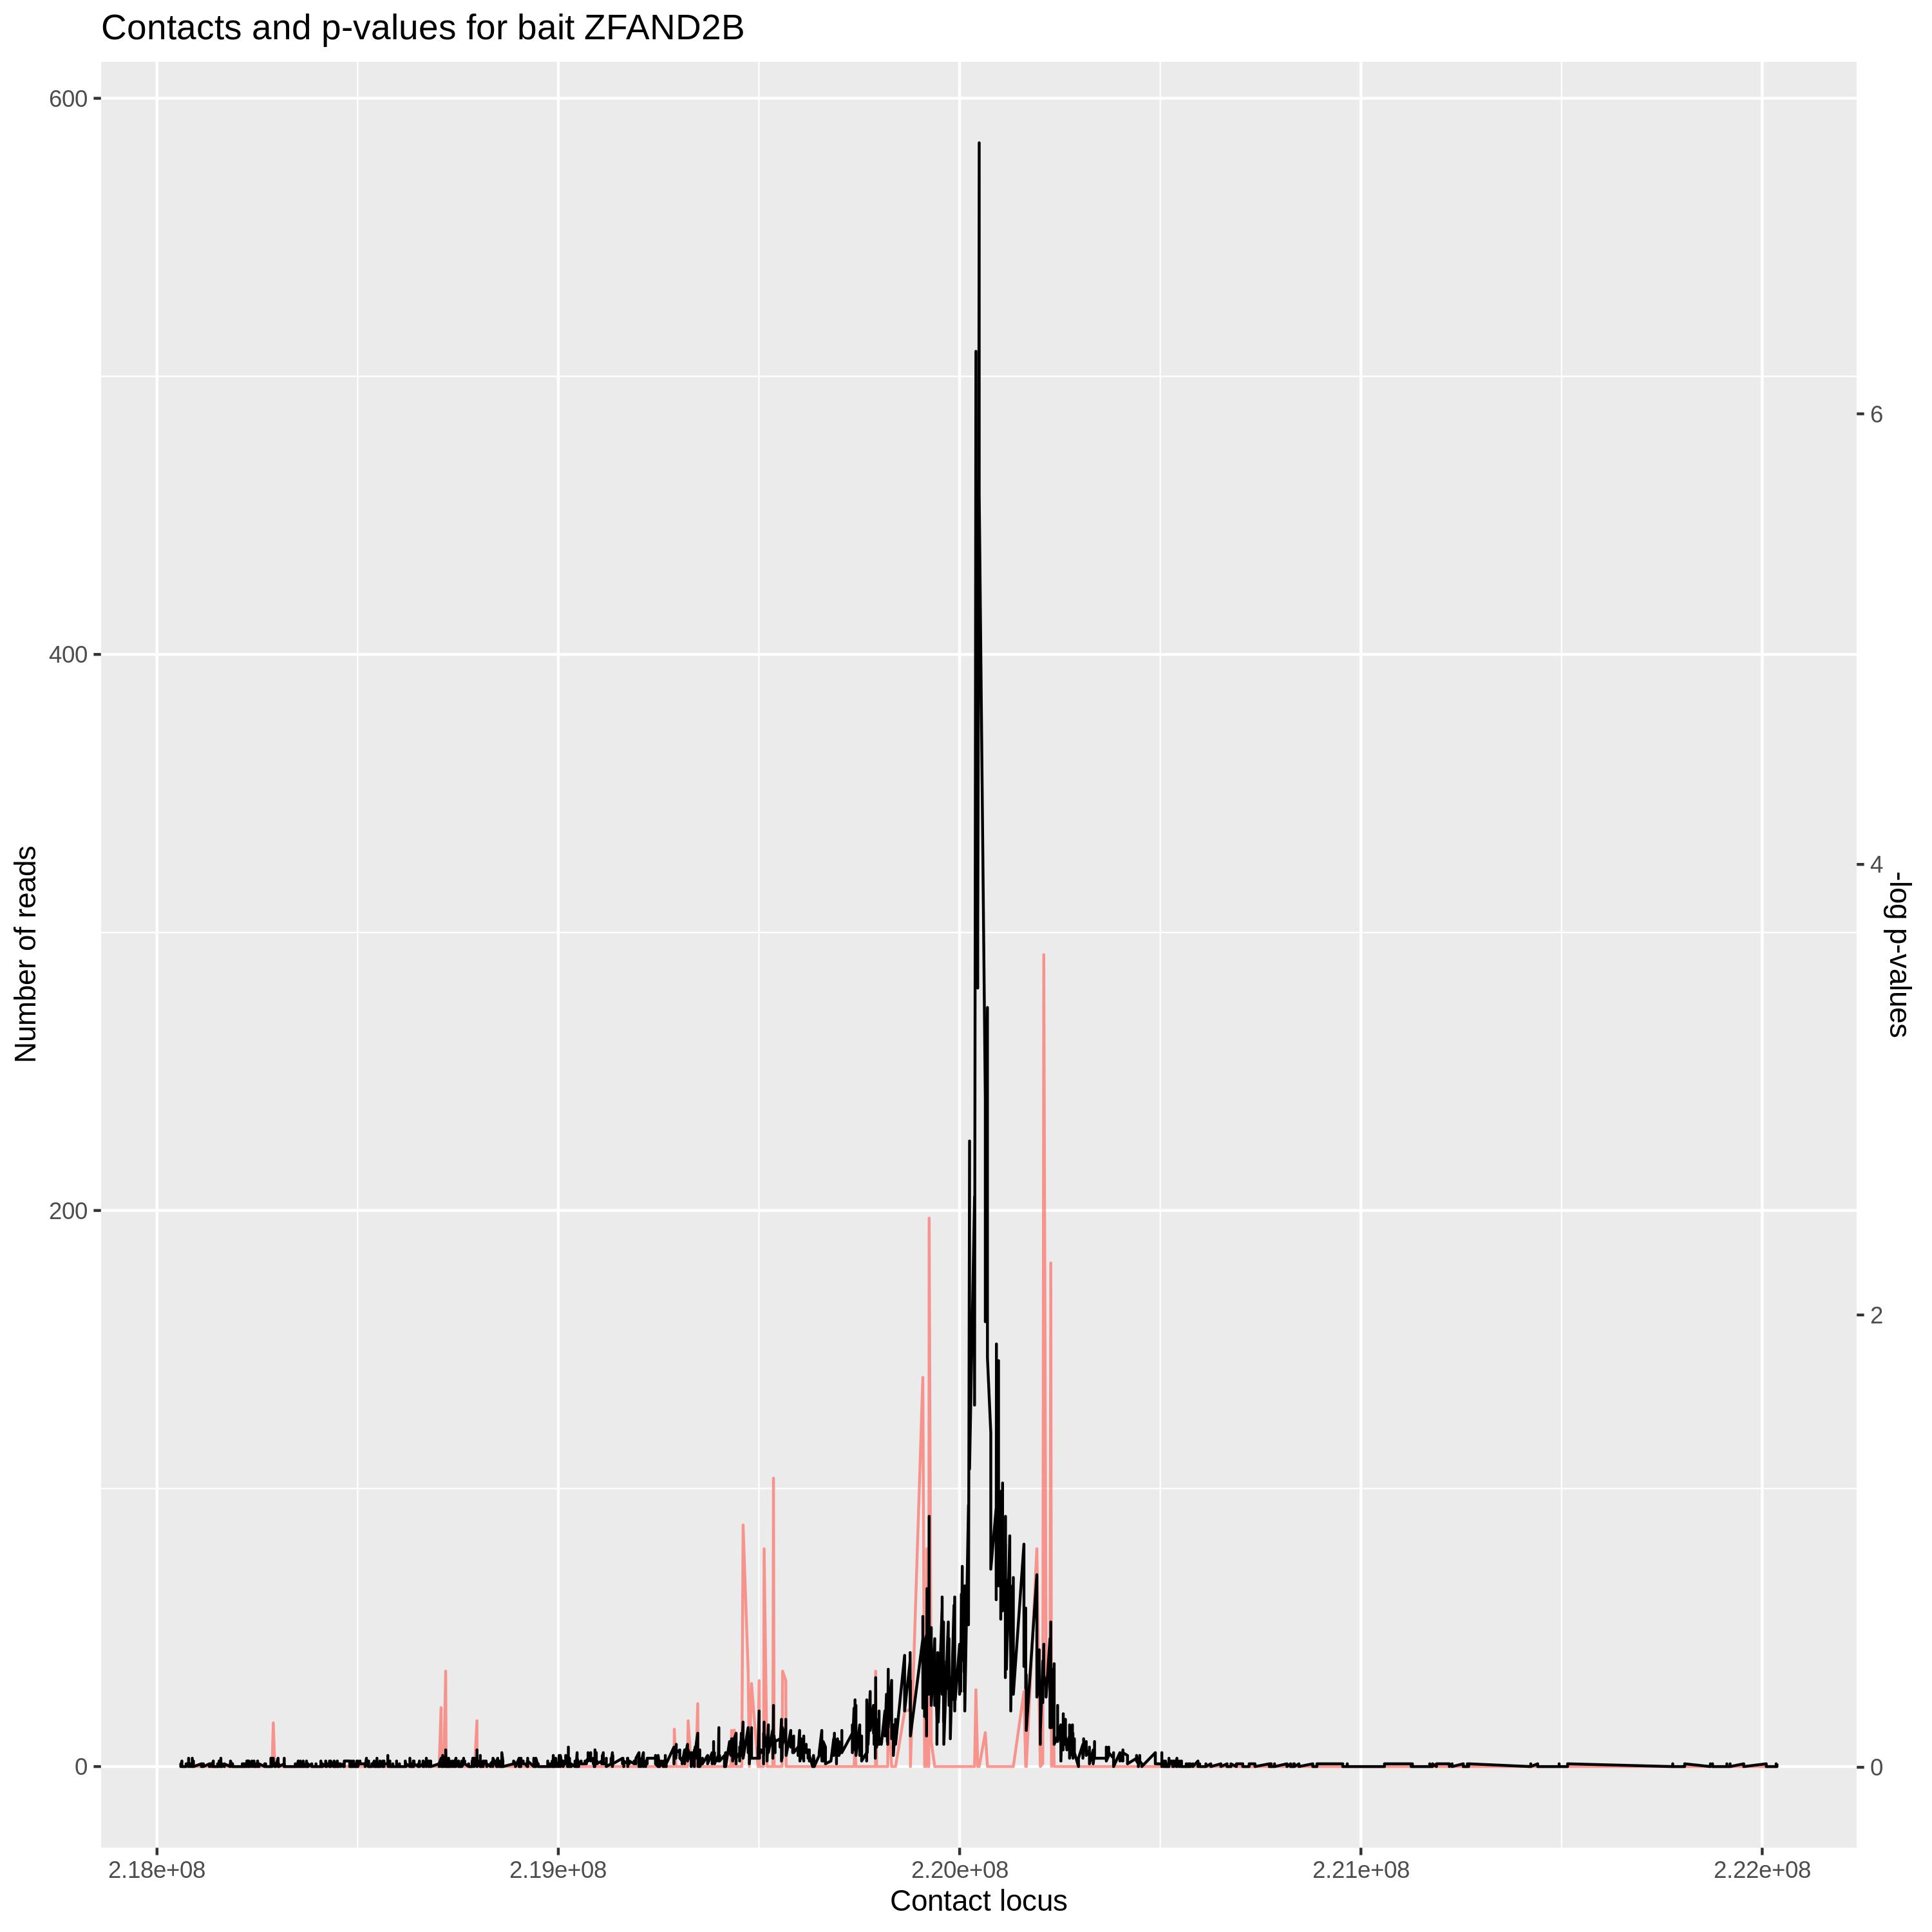 Contacts and p-values for bait ZFAND2B
600
400
200
0
6
4
2
0
Number of reads
-log p-values
2.18e+08 2.19e+08 2.20e+08 2.21e+08 2.22e+08
Contact locus